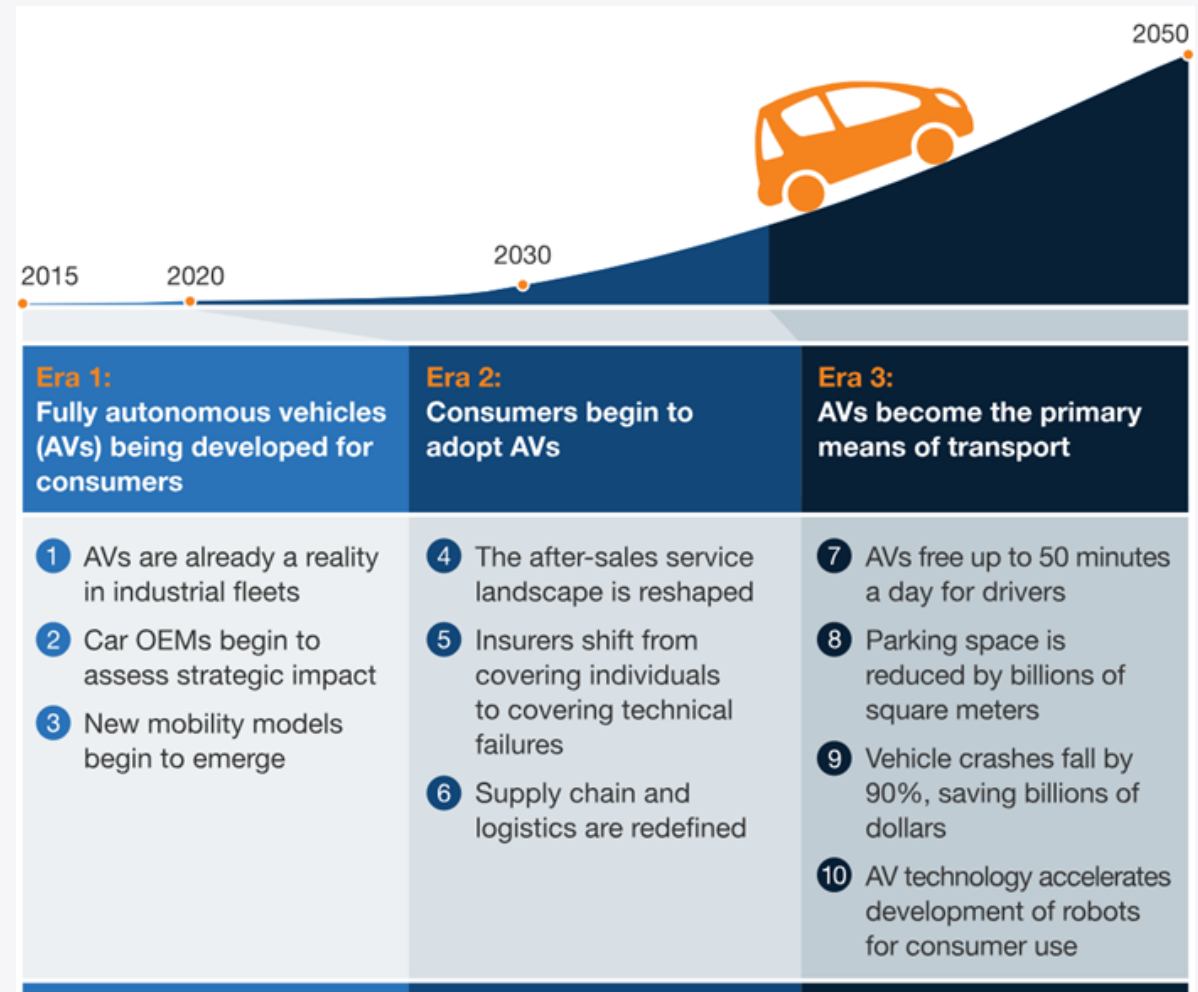 2050
2030
2015
2020
Era 1:
Fully autonomous vehicles
(AVs) being developed for
consumers
Era 2:
Consumers begin to
adopt AVs
Era 3:
AVs become the primary
means of transport
1 AVs are already a reality
in industrial fleets
2 Car OEMs begin to
assess strategic impact
3 New mobility models
begin to emerge
4 The after-sales service
landscape is reshaped
5 Insurers shift from
covering individuals
to covering technical
failures
6 Supply chain and
logistics are redefined
7 AVs free up to 50 minutes
a day for drivers
8 Parking space is
reduced by billions of
square meters
9 Vehicle crashes fall by
90%, saving billions of
dollars
10 AV technology accelerates
development of robots
for consumer use